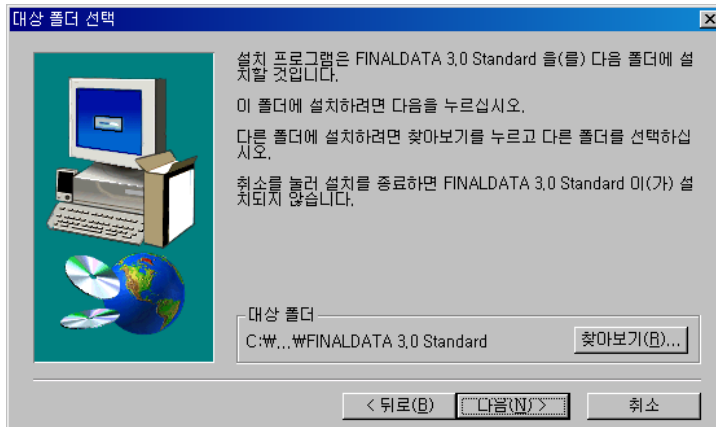 대상 폴더 선택
설치 프로그램은 FINALDATA 3.0 Standard 을(를) 다음 폴더에 설
치할 것입니다.
이 폴더에 설치하려면 다음을 누르십시오.
다른 폴더에 설치하려면 찾아보기를 누르고 다른 폴더를 선택하십
시오.
취소를 눌러 설치를 종료하면 FINALDATA 3.0 Standard 이(가) 설
치되지 않습니다.
대상 폴더
C:₩...₩FINALDATA 3.0 Standard
찾아보기(R)...
< 뒤로(B)
다음(N) >
취소